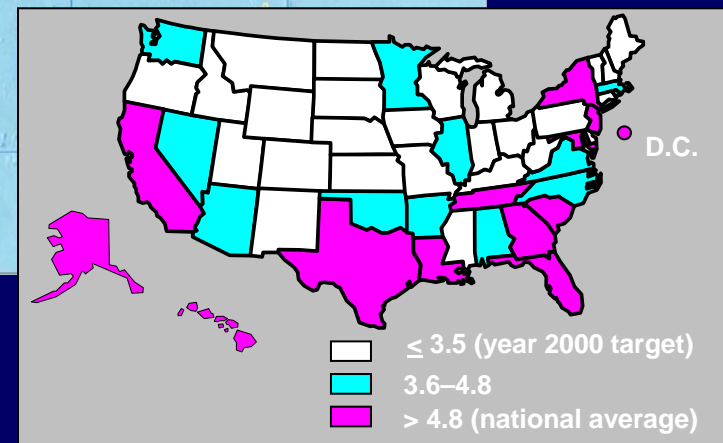 D.C.
≤ 3.5 (year 2000 target)
3.6–4.8
> 4.8 (national average)